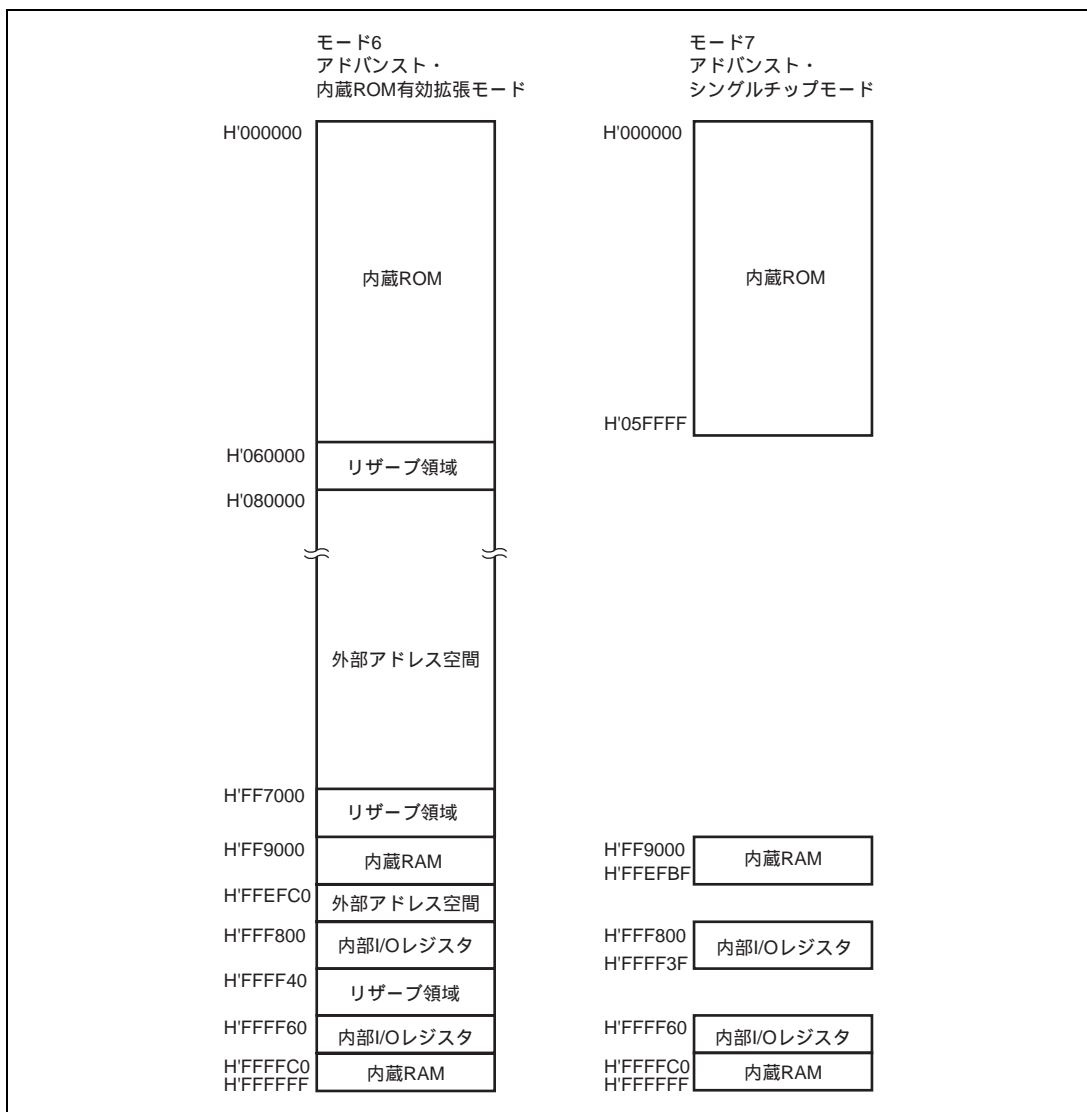 モード6
アドバンスト・
内蔵ROM有効拡張モード
H'000000
内蔵ROM
H'060000
リザーブ領域
H'080000
外部アドレス空間
H'FF7000
リザーブ領域
H'FF9000
内蔵RAM
H'FFEFC0
外部アドレス空間
H'FFF800
内部I/Oレジスタ
H'FFFF40
リザーブ領域
H'FFFF60
内部I/Oレジスタ
H'FFFFC0
内蔵RAM
H'FFFFFF
モード7
アドバンスト・
シングルチップモード
H'000000
内蔵ROM
H'05FFFF
H'FF9000
内蔵RAM
H'FFEFBF
H'FFF800
内部I/Oレジスタ
H'FFFF3F
H'FFFF60
内部I/Oレジスタ
H'FFFFC0
内蔵RAM
H'FFFFFF